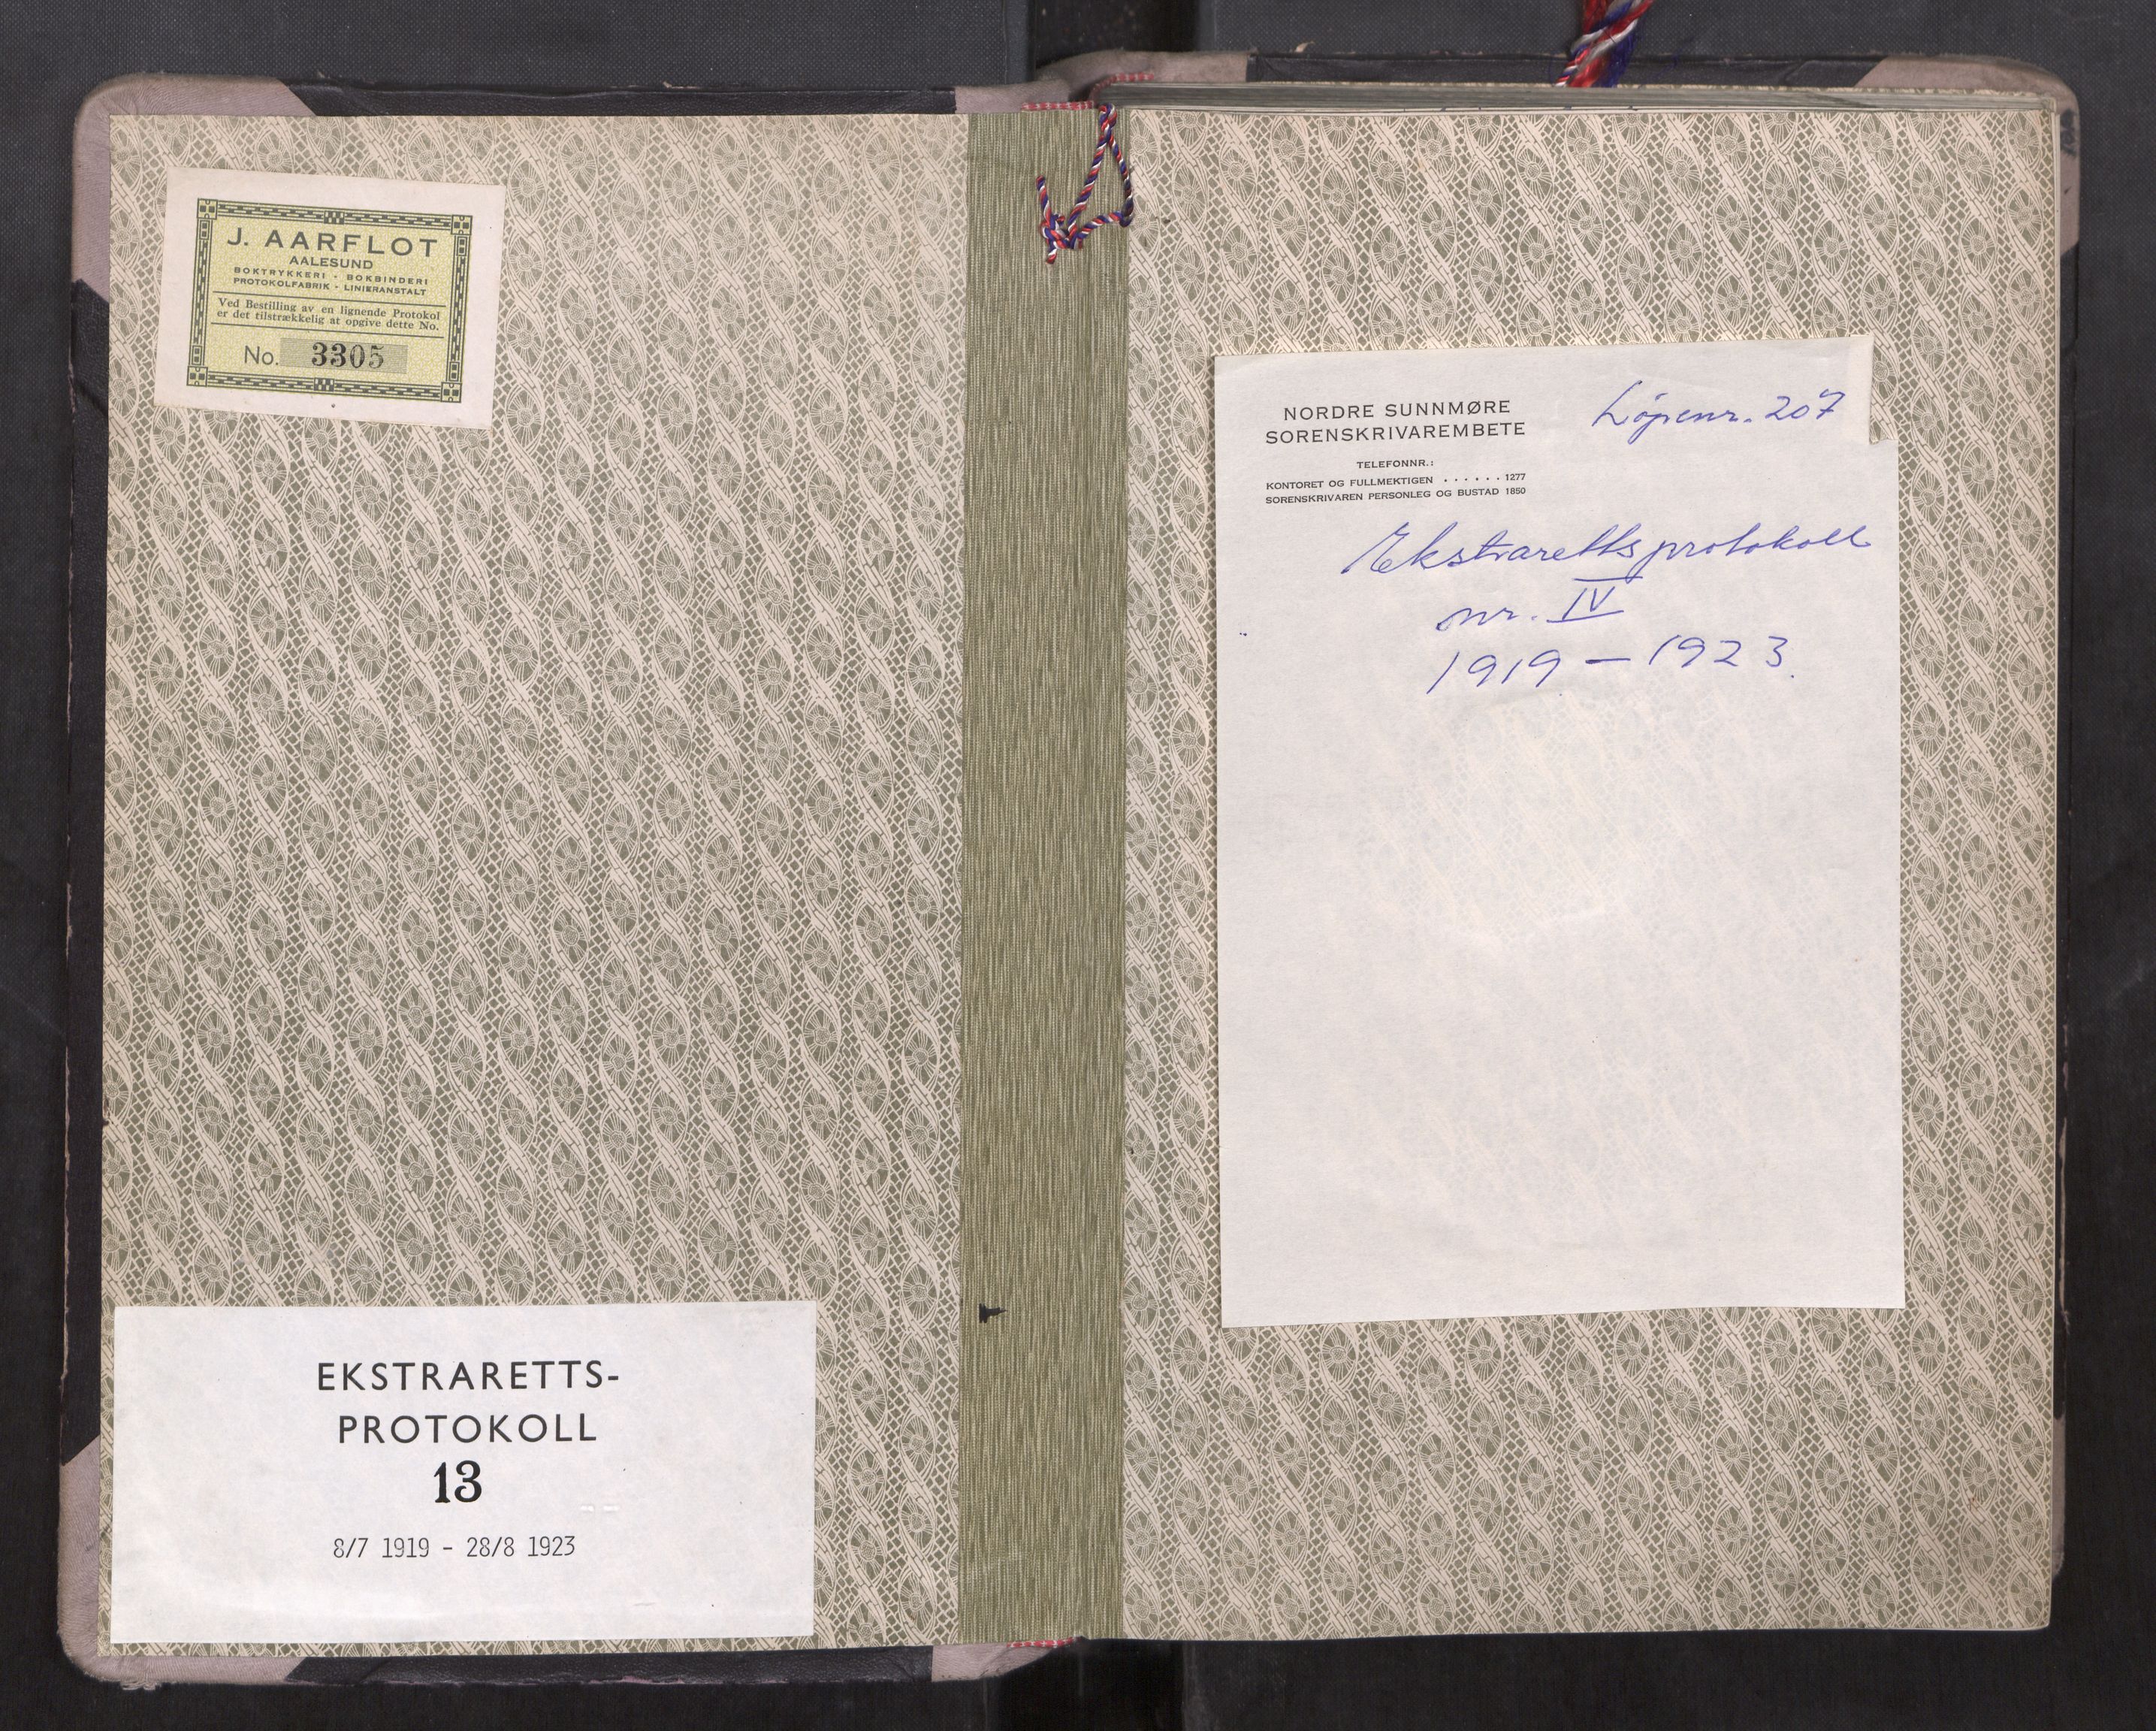 J. AARFLOT
AALESUND
BOKTRYKKERI - BOKBINDERI
PROTOKOLFABRIK - LINIERANSTALT
Ved Bestilling av en lignende Protokol
er det tilstrækkelig at opgive dette No.
No. 3305
EKSTRARETTS-
PROTOKOLL
13
8/7 1919 - 28/8 1923
Löpenr. 207
NORDRE SUNNMØRE
SORENSKRIVAREMBETE
TELEFONNR.:
KONTORET OG FULLMEKTIGEN . . . . . . 1277
SORENSKRIVAREN PERSONLEG OG BUSTAD 1850
Ekstrarettsprotokoll
nr. IV
1919 - 1923.